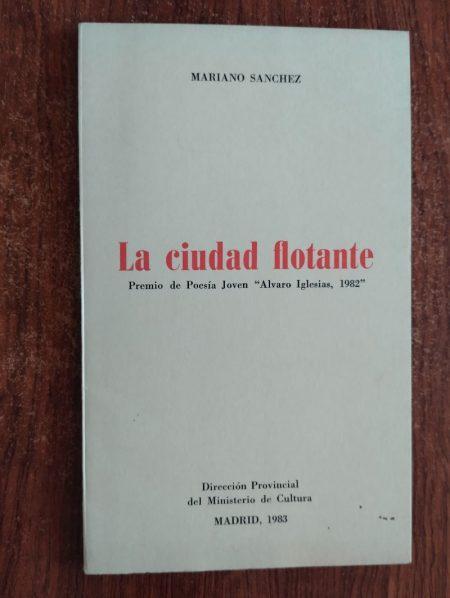 MARIANO SANCHEZ
La ciudad flotante
Premio de Poesía Joven "Alvaro Iglesias, 1982"
Dirección Provincial
del Ministerio de Cultura
MADRID, 1983